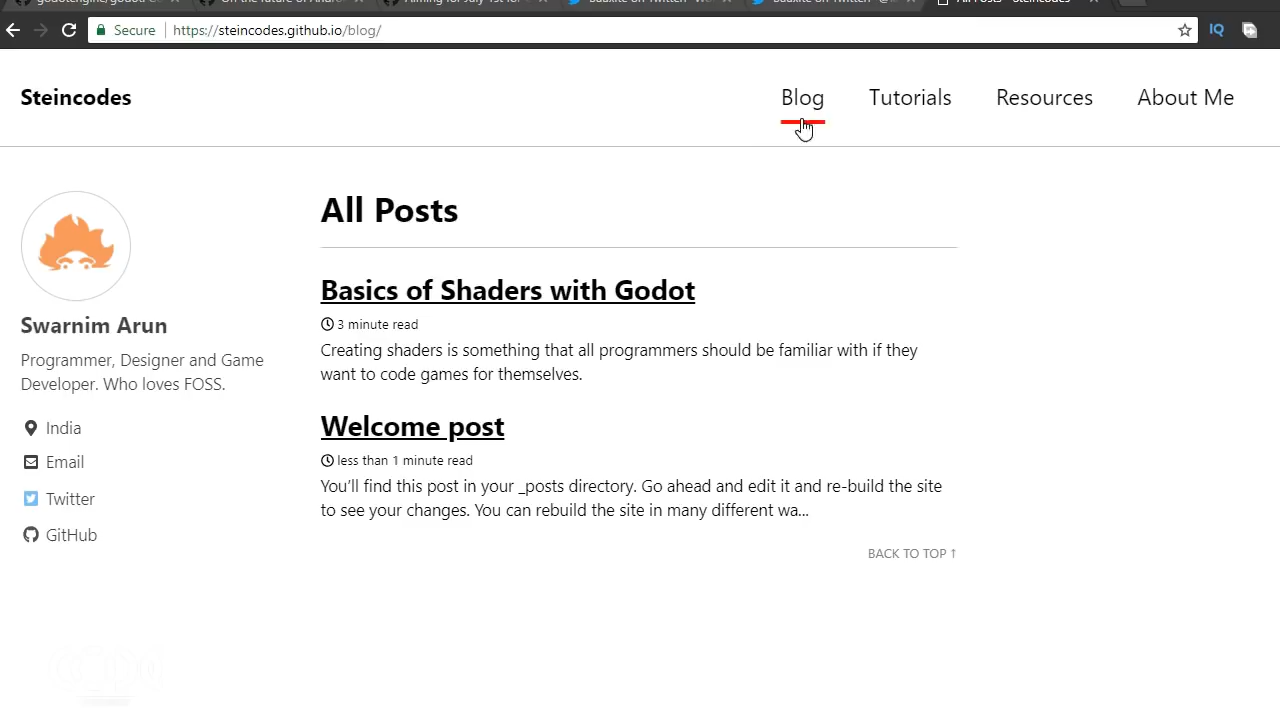 Secure
https://steincodes.github.io/blog/
IQ
Steincodes
Blog
Tutorials
Resources
About Me
Swarnim Arun
Programmer, Designer and Game
Developer. Who loves FOSS.
India
Email
Twitter
GitHub
All Posts
Basics of Shaders with Godot
3 minute read
Creating shaders is something that all programmers should be familiar with if they
want to code games for themselves.
Welcome post
less than 1 minute read
You'll find this post in your _posts directory. Go ahead and edit it and re-build the site
to see your changes. You can rebuild the site in many different wa...
BACK TO TOP ↑